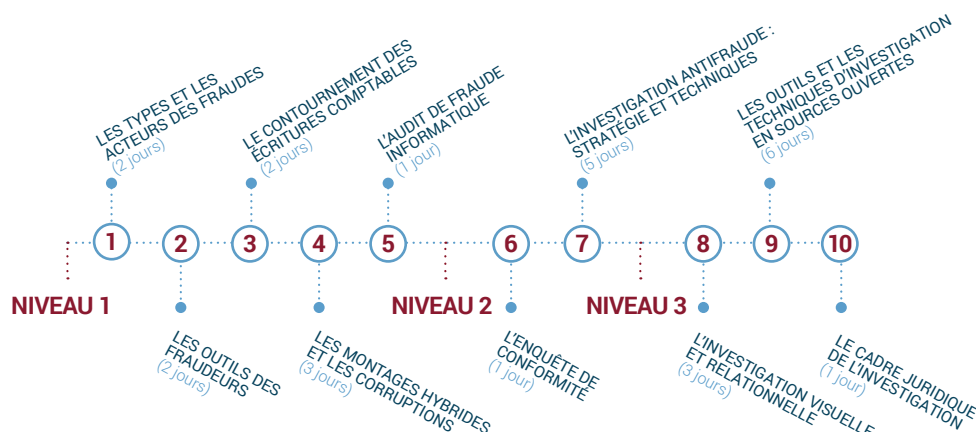 LES TYPES ET LES
ACTEURS DES FRAUDES
(2 jours)
LE CONTOURNEMENT DES
ÉCRITURES COMPTABLES
(2 jours)
L'AUDIT DE FRAUDE
INFORMATIQUE
(1 jour)
L'INVESTIGATION ANTIFRAUDE :
STRATÉGIE ET TECHNIQUES
(5 jours)
LES OUTILS ET LES
TECHNIQUES D'INVESTIGATION
EN SOURCES OUVERTES
(6 jours)
1
2
3
4
5
6
7
8
9
10
NIVEAU 1
NIVEAU 2
NIVEAU 3
LES OUTILS DES
FRAUDEURS
(2 jours)
LES MONTAGES HYBRIDES
ET LES CORRUPTIONS
(3 jours)
L'ENQUÊTE DE
CONFORMITÉ
(1 jour)
L'INVESTIGATION VISUELLE
ET RELATIONNELLE
(3 jours)
LE CADRE JURIDIQUE
DE L'INVESTIGATION
(1 jour)